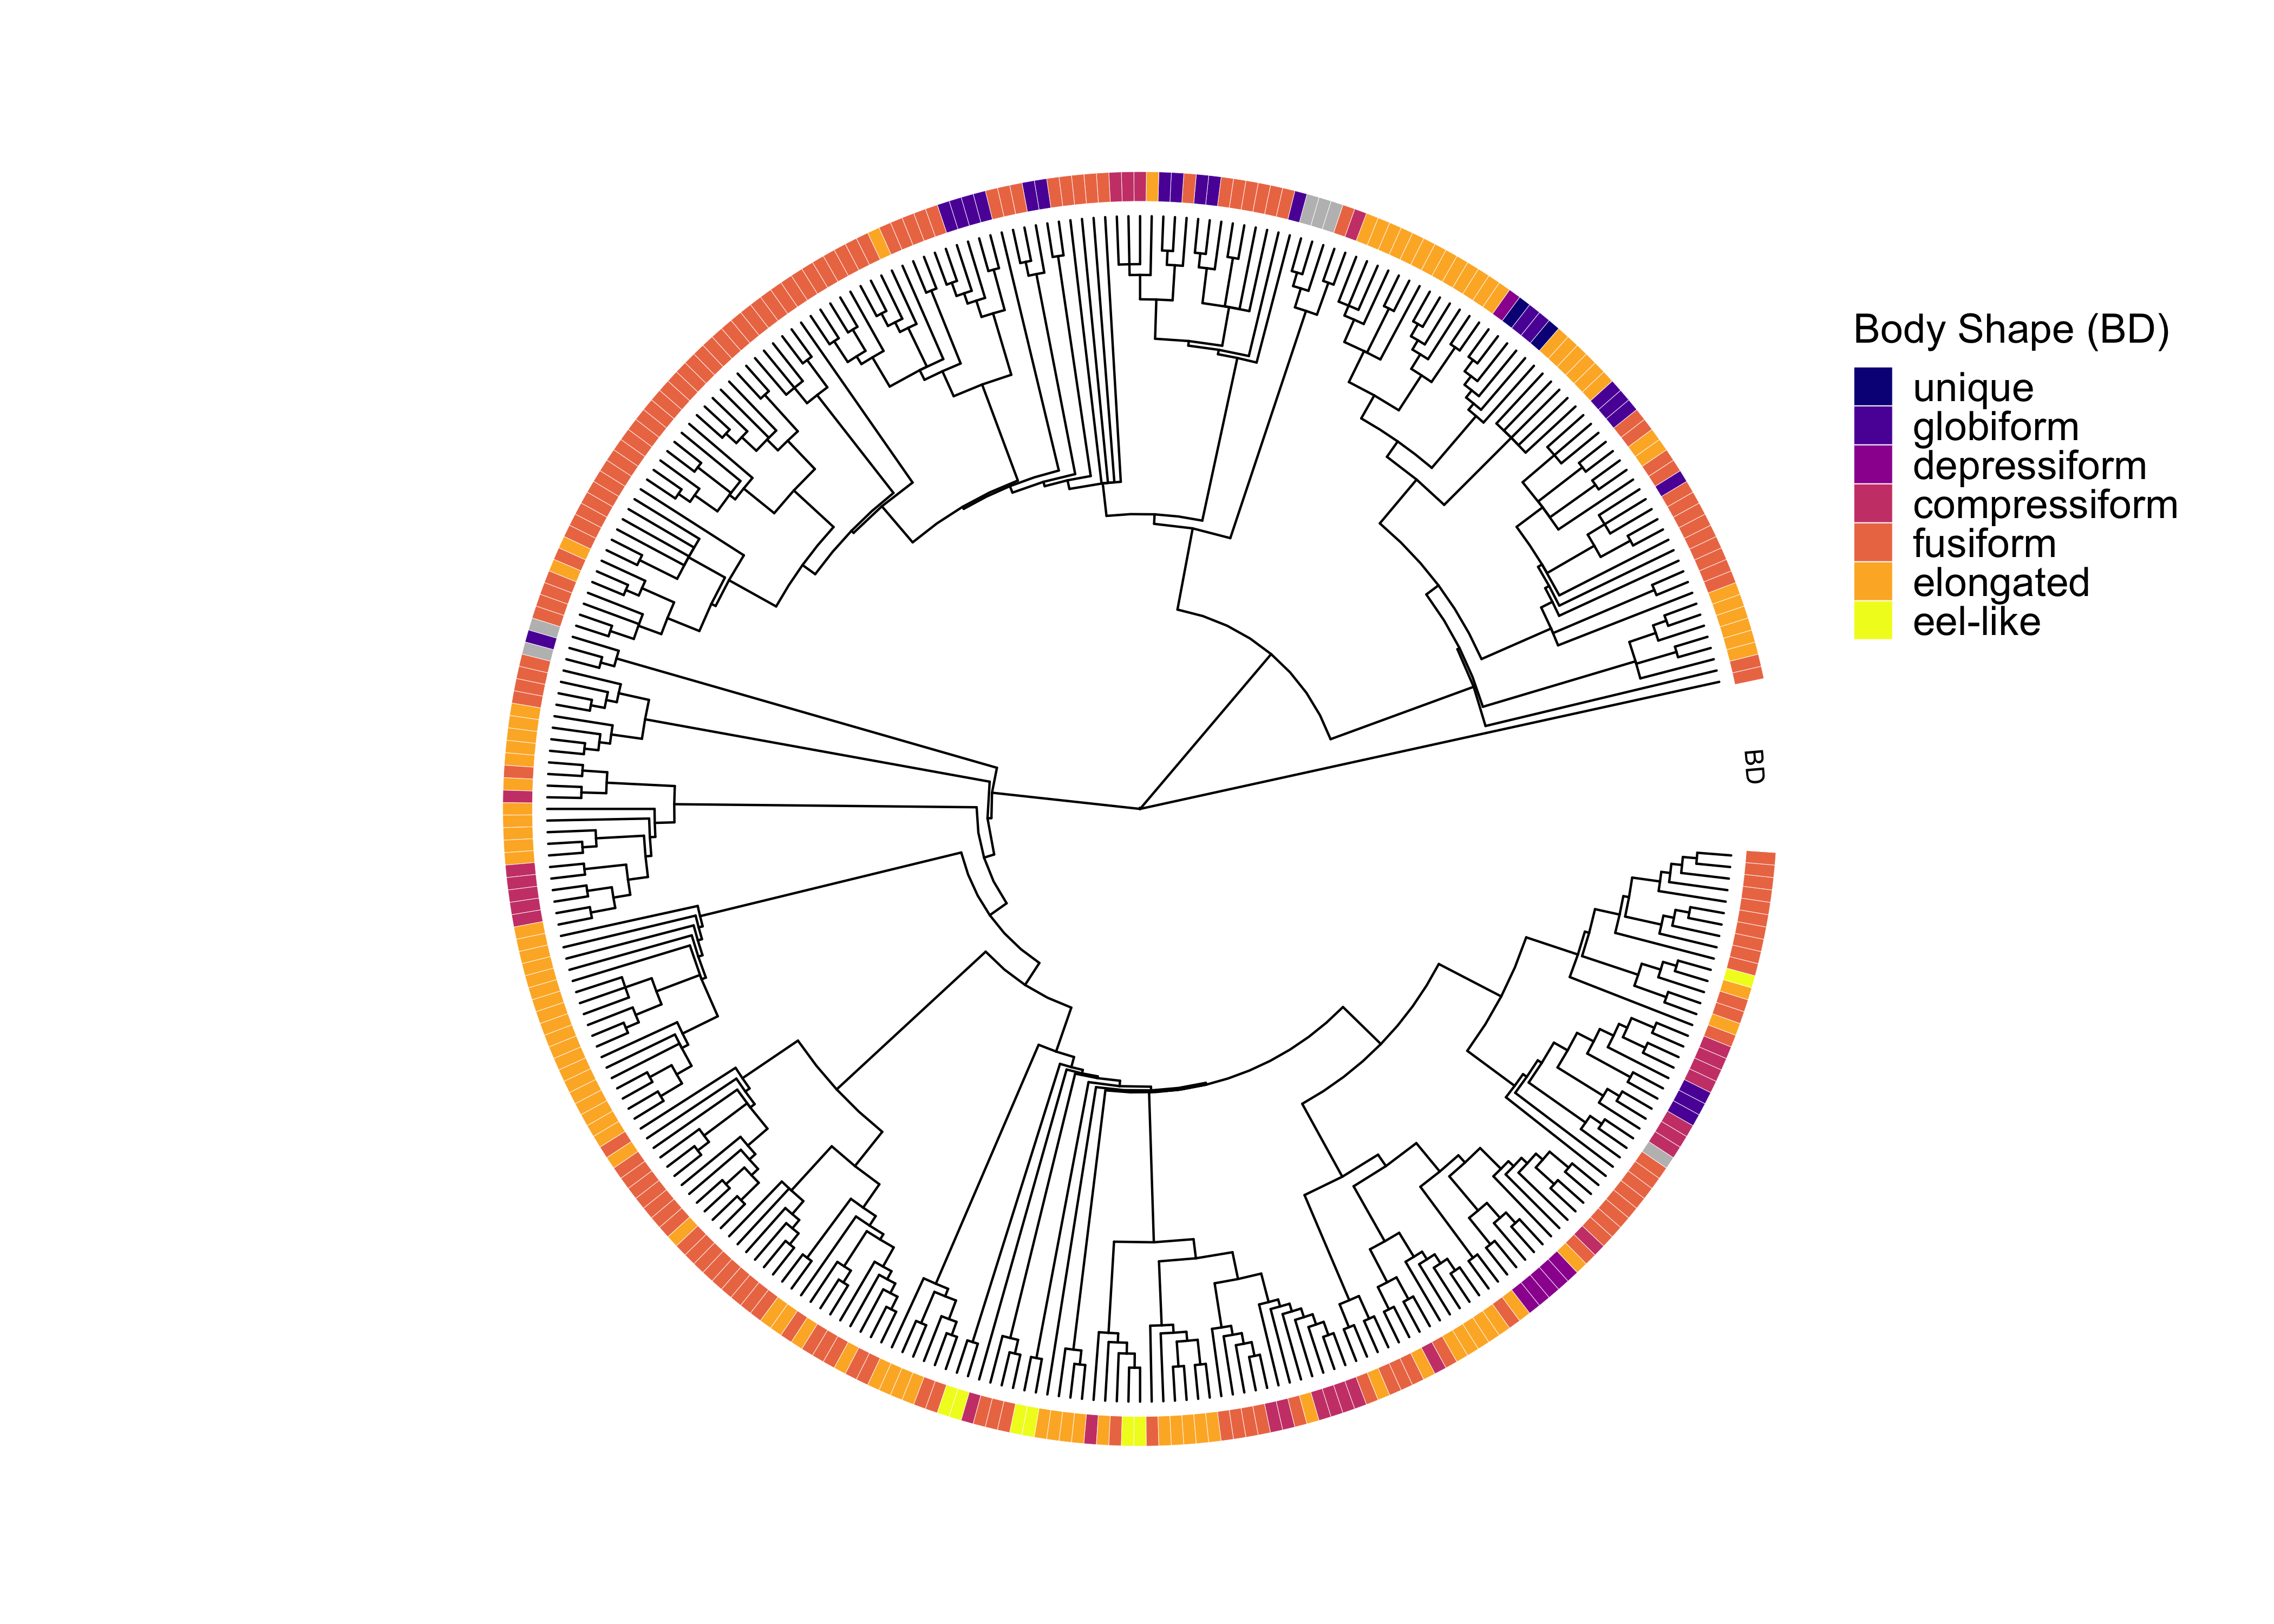 Body Shape (BD)
unique
globiform
depressiform
compressiform
fusiform
elongated
eel-like
BD